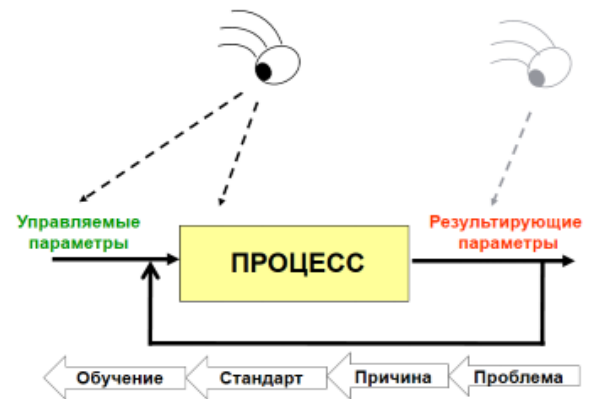 Управляемые
параметры
ПРОЦЕСС
Результирующие
параметры
Обучение
Стандарт
Причина
Проблема